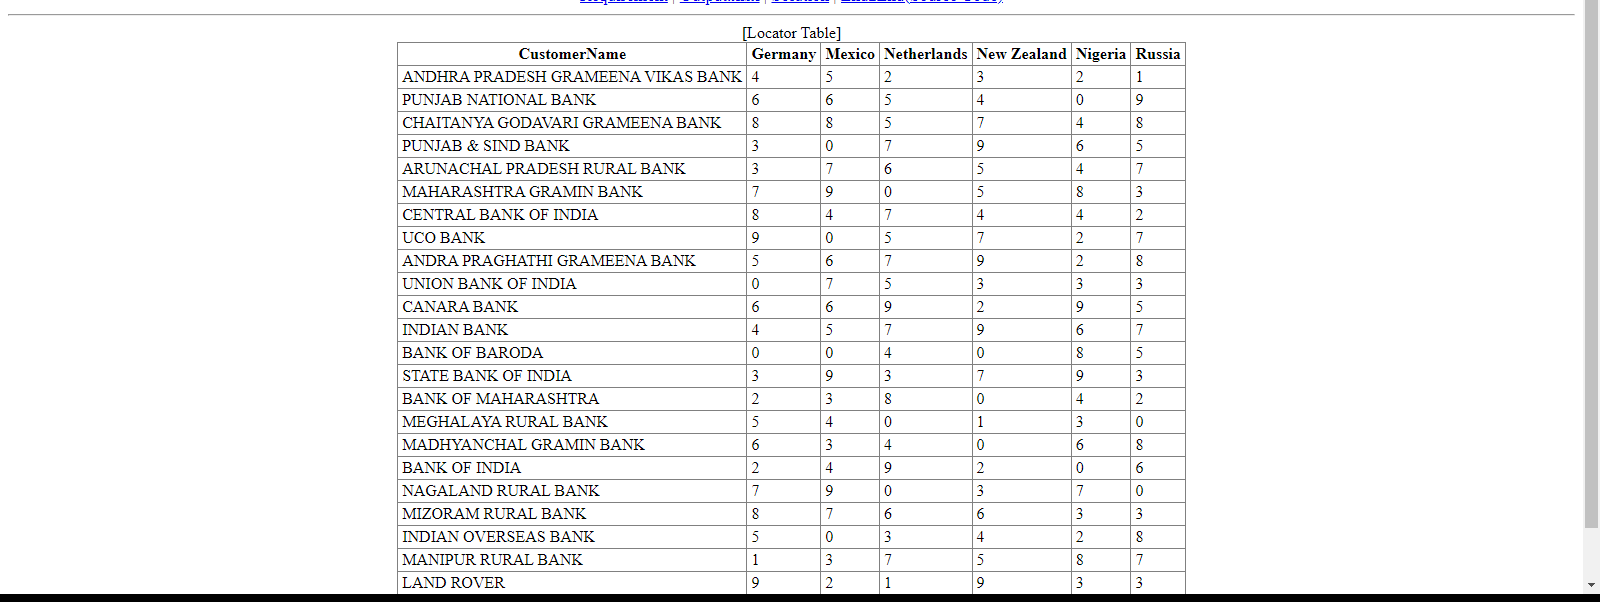 [Locator Table]
CustomerName Germany Mexico Netherlands New Zealand Nigeria Russia
ANDHRA PRADESH GRAMEENA VIKAS BANK 4 5 2 3 2 1
PUNJAB NATIONAL BANK 6 6 5 4 0 9
CHAITANYA GODAVARI GRAMEENA BANK 8 8 5 7 4 8
PUNJAB & SIND BANK 3 0 7 9 6 5
ARUNACHAL PRADESH RURAL BANK 3 7 6 5 4 7
MAHARASHTRA GRAMIN BANK 7 9 0 5 8 3
CENTRAL BANK OF INDIA 8 4 7 4 4 2
UCO BANK 9 0 5 7 2 7
ANDRA PRAGHATHI GRAMEENA BANK 5 6 7 9 2 8
UNION BANK OF INDIA 0 7 5 3 3 3
CANARA BANK 6 6 9 2 9 5
INDIAN BANK 4 5 7 9 6 7
BANK OF BARODA 0 0 4 0 8 5
STATE BANK OF INDIA 3 9 3 7 9 3
BANK OF MAHARASHTRA 2 3 8 0 4 2
MEGHALAYA RURAL BANK 5 4 0 1 3 0
MADHYANCHAL GRAMIN BANK 6 3 4 0 6 8
BANK OF INDIA 2 4 9 2 0 6
NAGALAND RURAL BANK 7 9 0 3 7 0
MIZORAM RURAL BANK 8 7 6 6 3 3
INDIAN OVERSEAS BANK 5 0 3 4 2 8
MANIPUR RURAL BANK 1 3 7 5 8 7
LAND ROVER 9 2 1 9 3 3